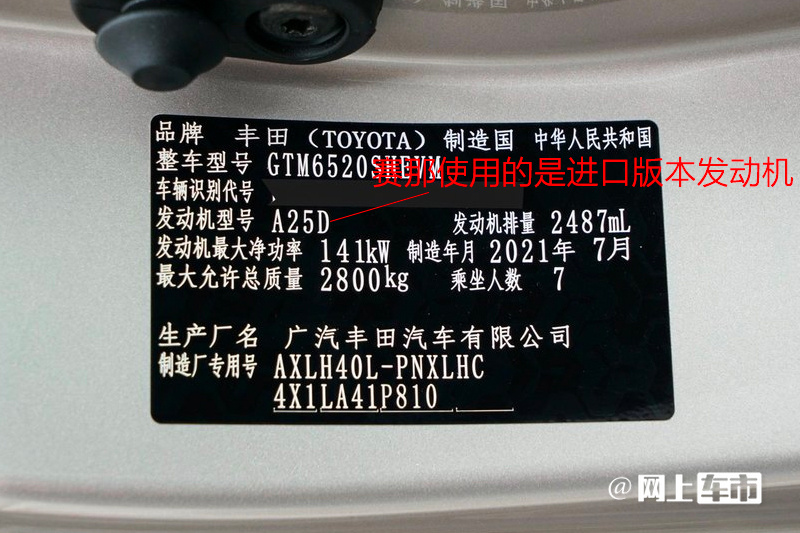 制造国
品牌 丰田（TOYOTA）制造国 中华人民共和国
整车型号 GTM6520
赛那使用的是进口版本发动机
车辆识别代号
发动机型号 A25D 发动机排量 2487mL
发动机最大净功率 141kW 制造年月 2021年 7月
最大允许总质量 2800kg 乘坐人数 7
生产厂名 广汽丰田汽车有限公司
制造厂专用号 AXLH40L-PNXLHC
4X1LA41P810
@网上车市